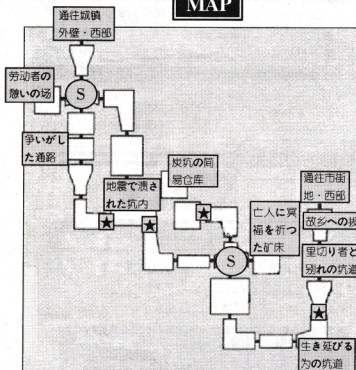 MAP
通往城镇
外壁·西部
劳动者の
憩いの场
S
争いがし
た通路
地震で潰さ
れた坑内
炭坑の简
易仓库
亡人に冥
福を祈つ
た矿床
S
通往市街
地·西部
故乡への
里切り者と
别れの坑道
生き延びる
为の坑道